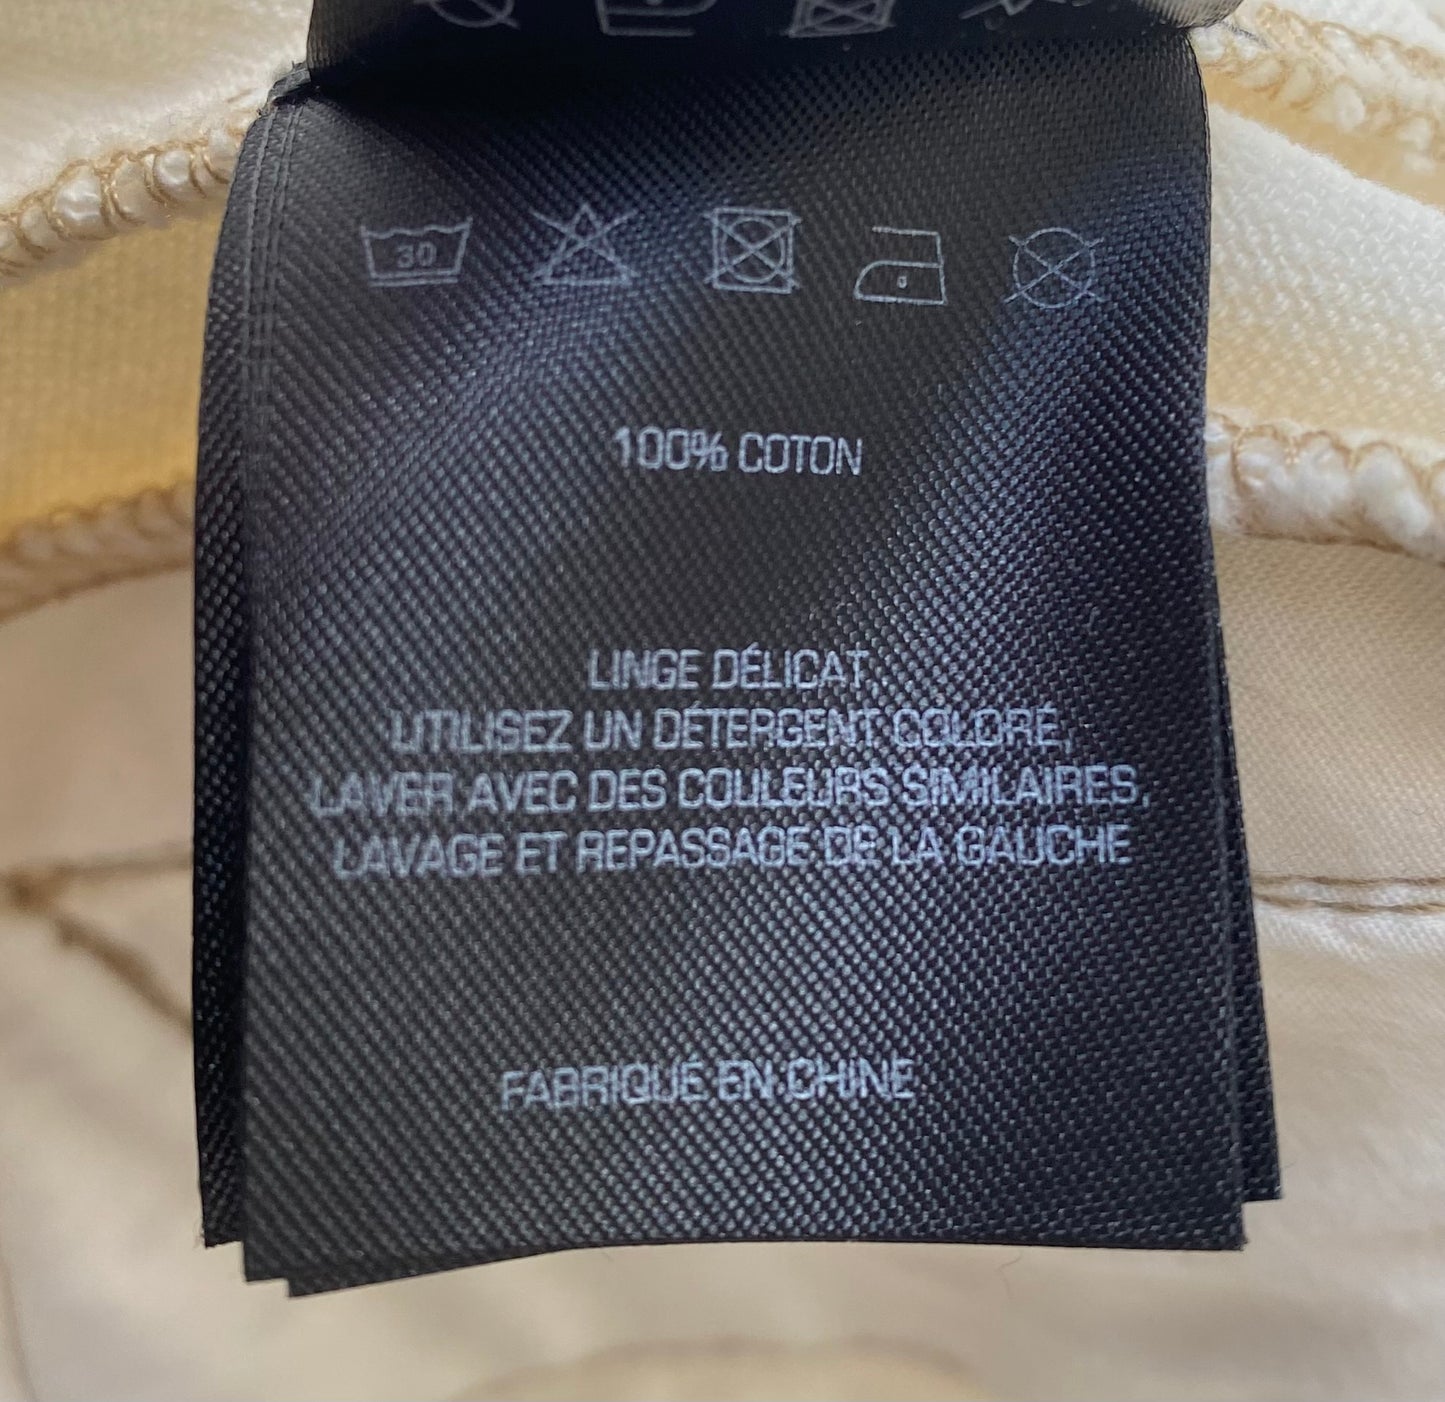 30
100% COTON
LINGE DÉLICAT,
UTILISEZ UN DÉTERGENT COLORÉ,
LAVER AVEC DES COULEURS SIMILAIRES,
LAVAGE ET REPASSAGE DE LA GAUCHE
FABRIQUÉ EN CHINE